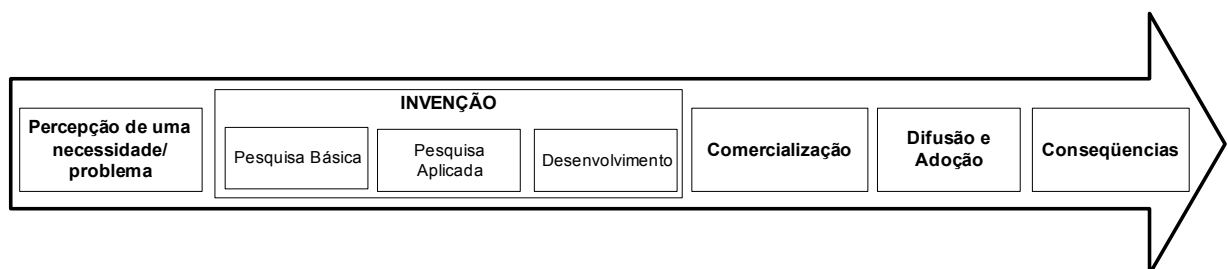 Percepção de uma
necessidade/
problema
INVENÇÃO
Pesquisa Básica
Pesquisa
Aplicada
Desenvolvimento
Comercialização
Difusão e
Adoção
Conseqüencias